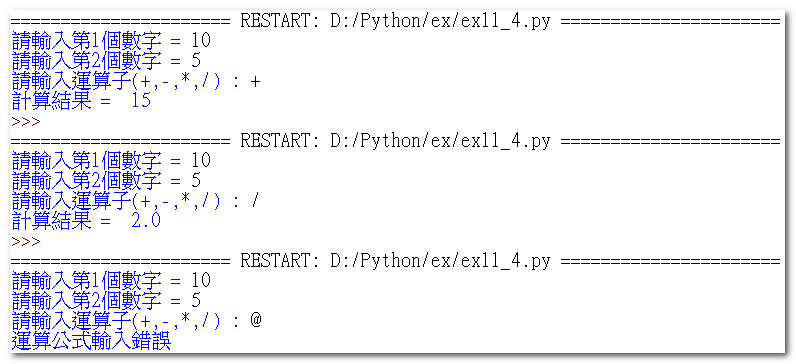 ====================== RESTART: D:/Python/ex/ex11_4.py ======================
請輸入第1個數字 = 10
請輸入第2個數字 = 5
請輸入運算子(+,-,*,/) : +
計算結果 =  15
>>>
====================== RESTART: D:/Python/ex/ex11_4.py ======================
請輸入第1個數字 = 10
請輸入第2個數字 = 5
請輸入運算子(+,-,*,/) : /
計算結果 =  2.0
>>>
====================== RESTART: D:/Python/ex/ex11_4.py ======================
請輸入第1個數字 = 10
請輸入第2個數字 = 5
請輸入運算子(+,-,*,/) : @
運算公式輸入錯誤